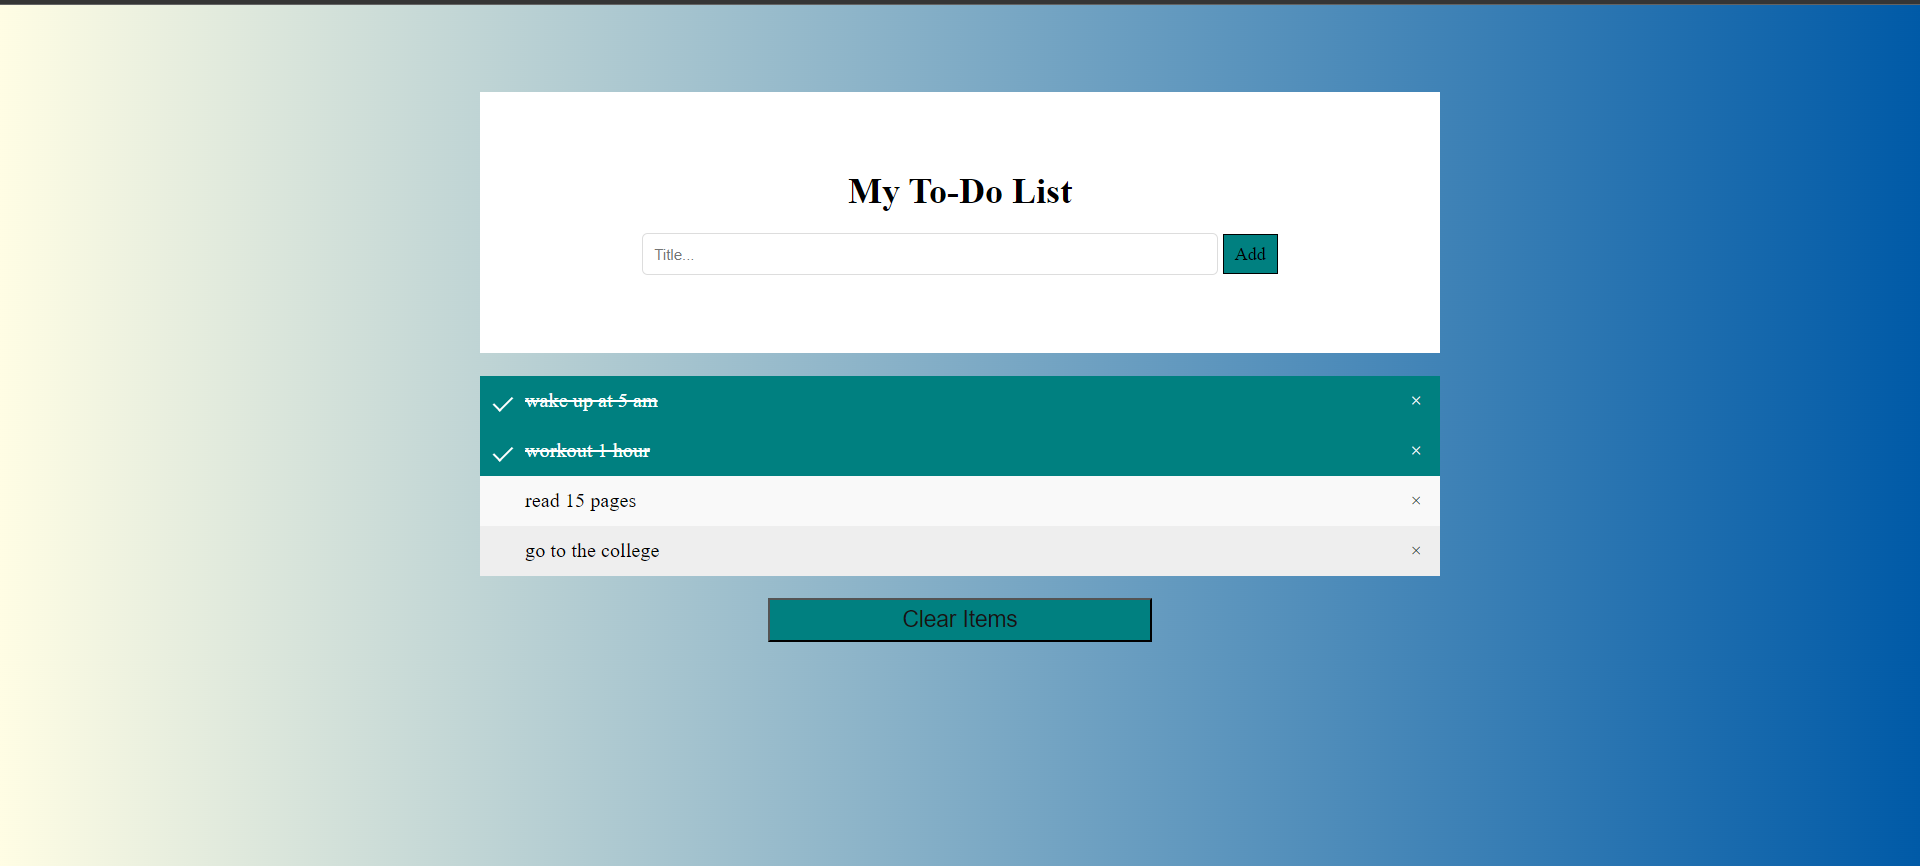 My To-Do List
Title...
Add
wake up at 5 am
×
workout 1 hour
×
read 15 pages
×
go to the college
×
Clear Items